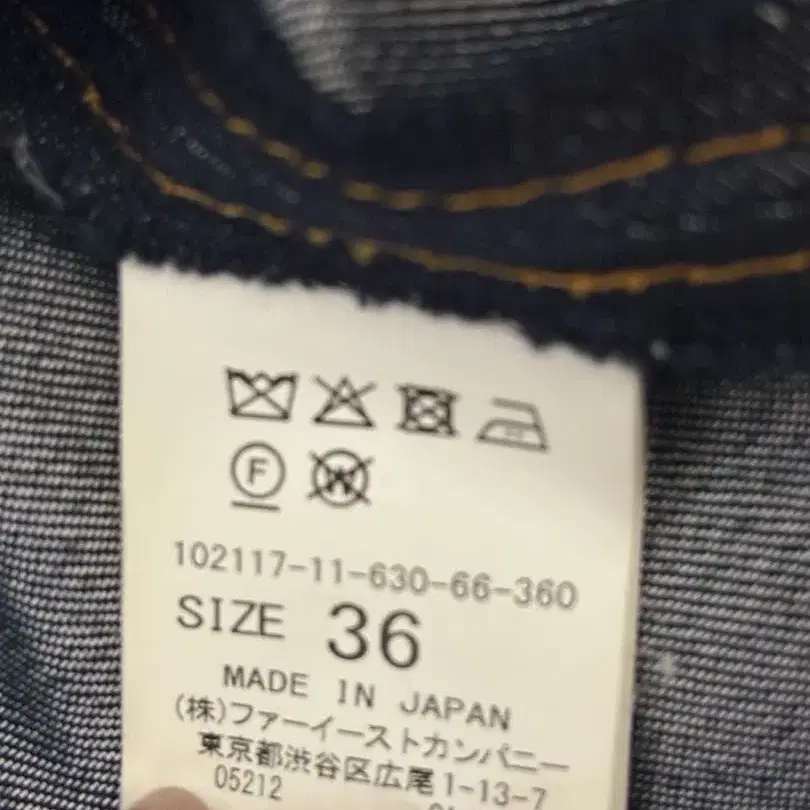 F W
102117-11-630-66-360
SIZE 36
MADE IN JAPAN
(株)ファーイーストカンパニー
東京都渋谷区広尾1-13-7
05212